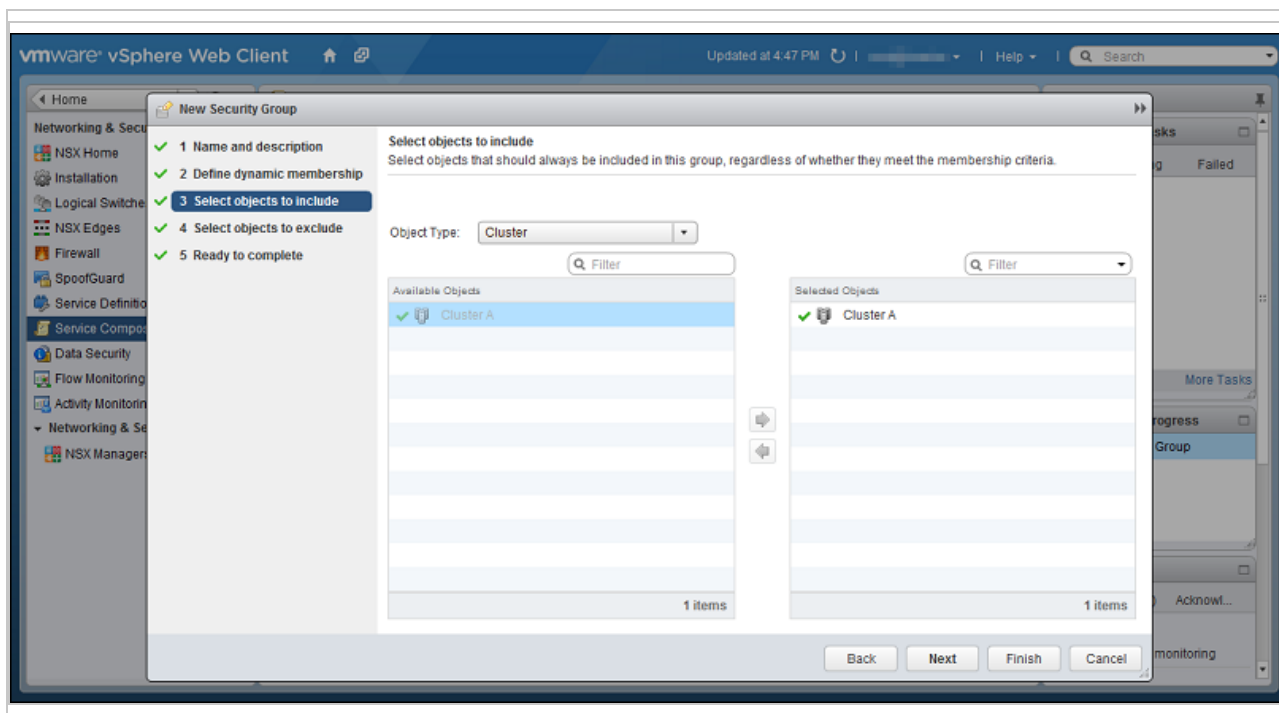 vmware® vSphere Web Client
Updated at 4:47 PM | | Help | Search
Home
Networking & Secu
NSX Home
Installation
Logical Switche
NSX Edges
Firewall
SpoofGuard
Service Definitio
Service Compos
Data Security
Flow Monitoring
Activity Monitorin
Networking & Se
NSX Managers
New Security Group
1 Name and description
2 Define dynamic membership
3 Select objects to include
4 Select objects to exclude
5 Ready to complete
Select objects to include
Select objects that should always be included in this group, regardless of whether they meet the membership criteria.
Object Type: Cluster
Filter
Available Objects
Cluster A
1 items
Filter
Selected Objects
Cluster A
1 items
Back Next Finish Cancel
sks
g Failed
More Tasks
rogress
Group
) Acknowl...
monitoring